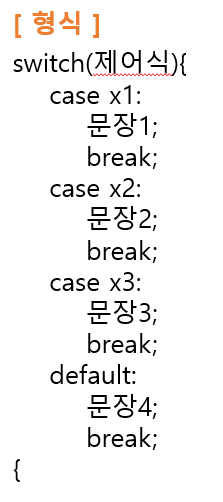 [ 형식 ]
switch(제어식){
case x1:
문장1;
break;
case x2:
문장2;
break;
case x3:
문장3;
break;
default:
문장4;
break;
{